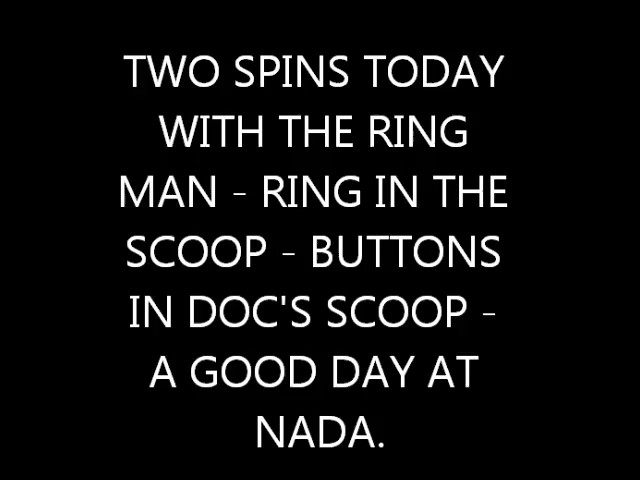 TWO SPINS TODAY
WITH THE RING
MAN - RING IN THE
SCOOP - BUTTONS
IN DOC'S SCOOP -
A GOOD DAY AT
NADA.